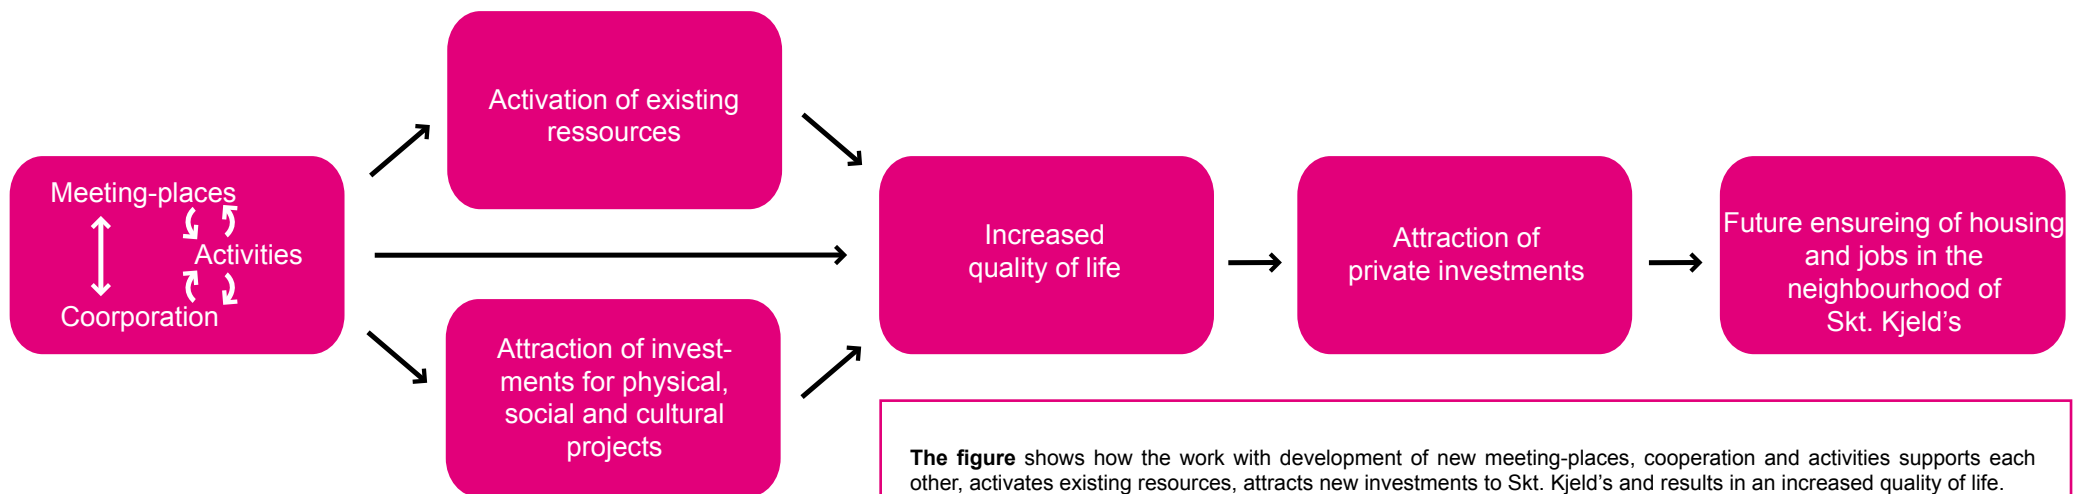 Meeting-places
Activities
Coorporation
Activation of existing
ressources
Attraction of invest-
ments for physical,
social and cultural
projects
Increased
quality of life
Attraction of
private investments
Future ensureing of housing
and jobs in the
neighbourhood of
Skt. Kjeld’s
The figure shows how the work with development of new meeting-places, cooperation and activities supports each
other, activates existing resources, attracts new investments to Skt. Kjeld’s and results in an increased quality of life.